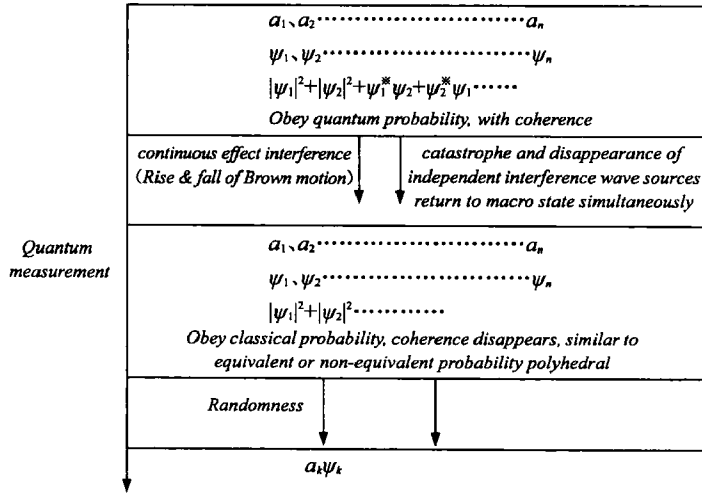 a₁、a₂⋯⋯⋯⋯⋯⋯⋯⋯aₙ
ψ₁、ψ₂⋯⋯⋯⋯⋯⋯⋯⋯ψₙ
|ψ₁|²+|ψ₂|²+ψ₁※ψ₂+ψ₂※ψ₁⋯⋯
Obey quantum probability, with coherence
continuous effect interference
(Rise & fall of Brown motion)
catastrophe and disappearance of
independent interference wave sources
return to macro state simultaneously
Quantum
measurement
a₁、a₂⋯⋯⋯⋯⋯⋯⋯⋯aₙ
ψ₁、ψ₂⋯⋯⋯⋯⋯⋯⋯⋯ψₙ
|ψ₁|²+|ψ₂|²⋯⋯⋯⋯
Obey classical probability, coherence disappears, similar to
equivalent or non-equivalent probability polyhedral
Randomness
aₖψₖ